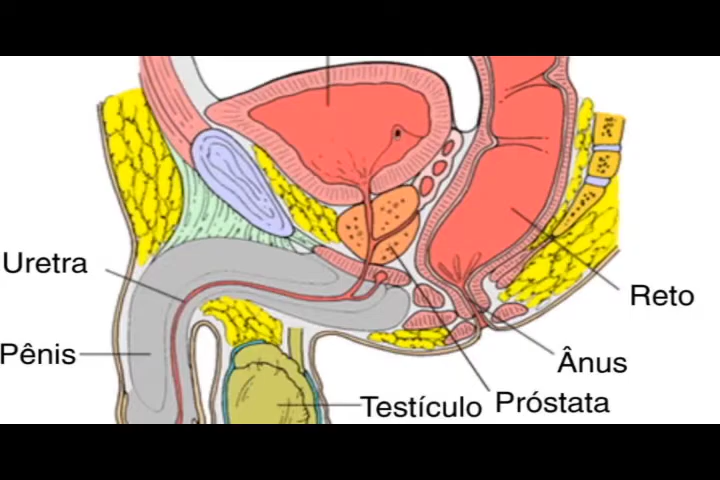 Uretra
Reto
Pênis
Ânus
Testículo
Próstata